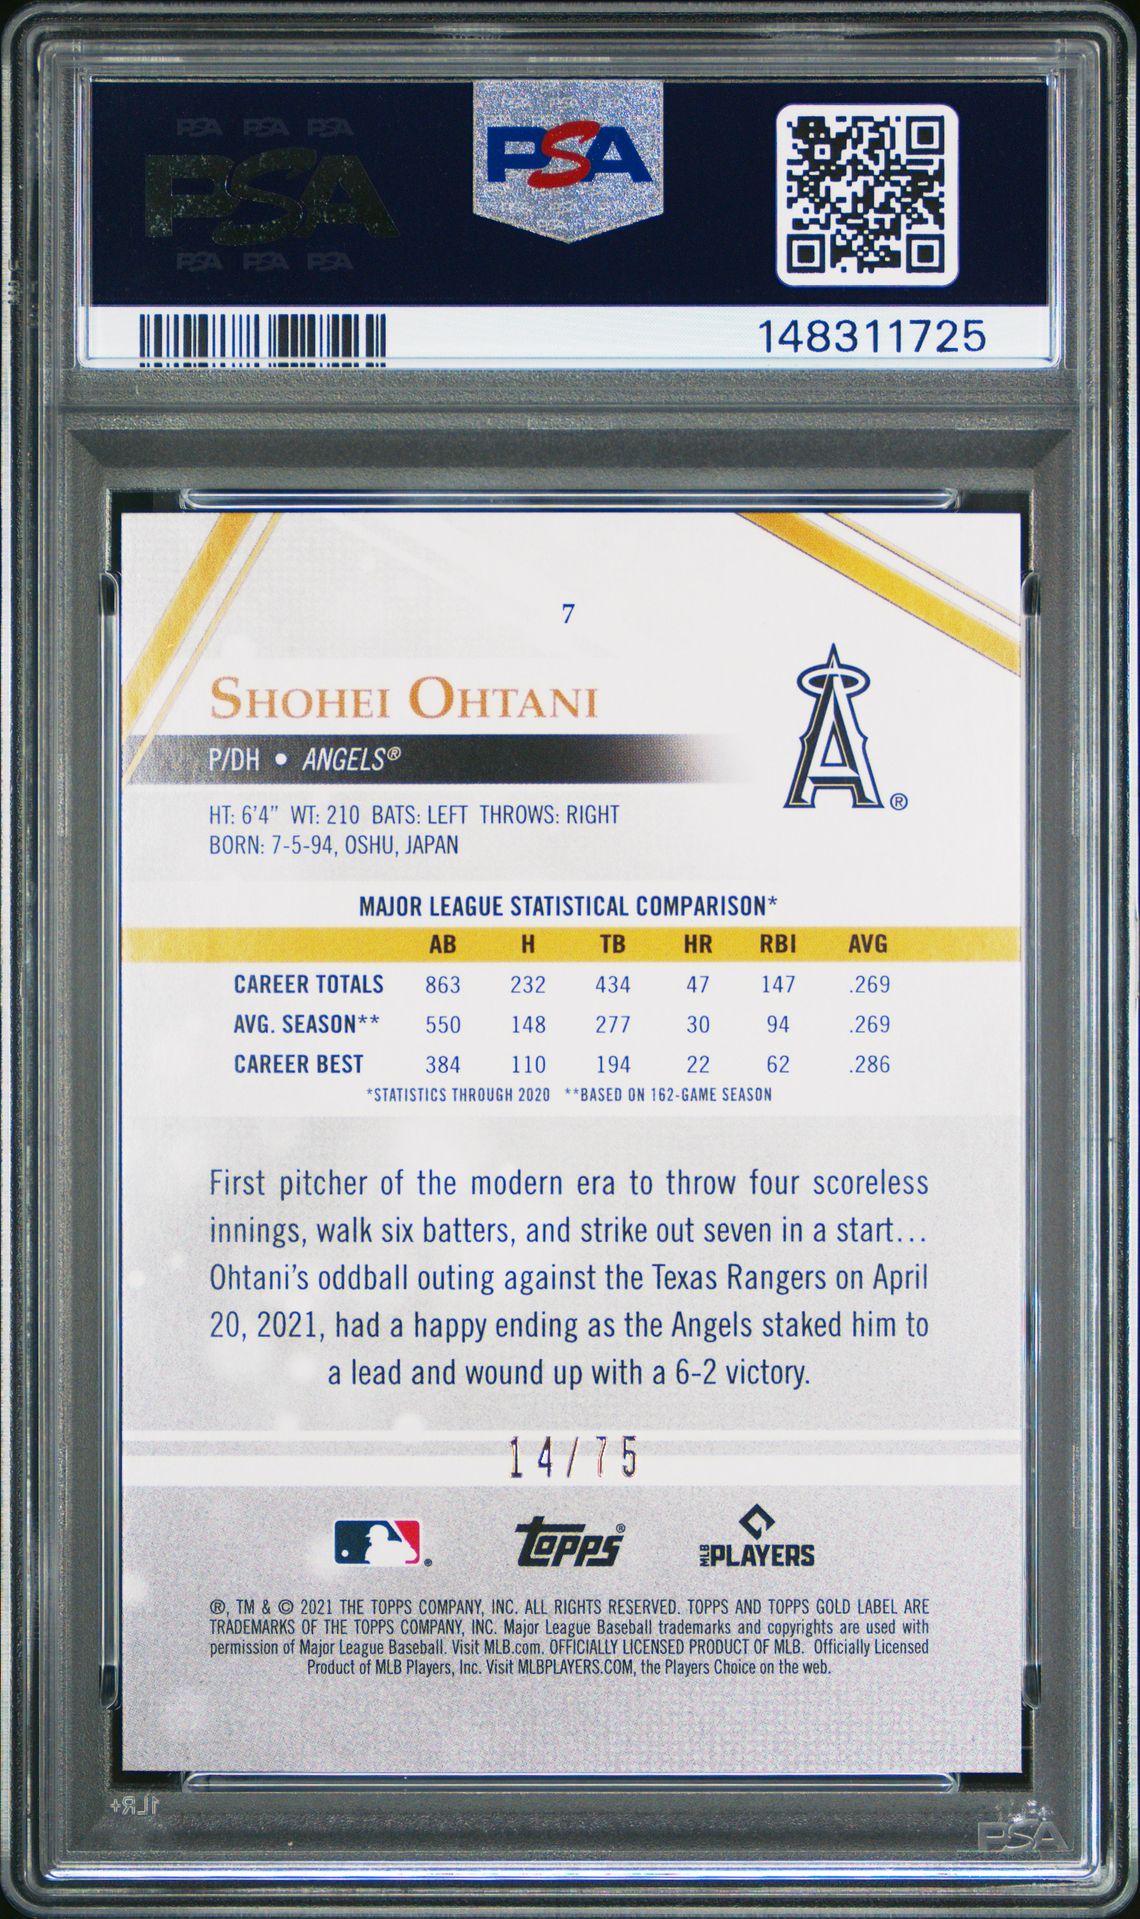 PSA PSA PSA
PSA
PSA PSA PSA
PSA
148311725
7
SHOHEI OHTANI
P/DH • ANGELS®
A®
HT: 6'4" WT: 210 BATS: LEFT THROWS: RIGHT
BORN: 7-5-94, OSHU, JAPAN
MAJOR LEAGUE STATISTICAL COMPARISON*
AB H TB HR RBI AVG
CAREER TOTALS 863 232 434 47 147 .269
AVG. SEASON** 550 148 277 30 94 .269
CAREER BEST 384 110 194 22 62 .286
*STATISTICS THROUGH 2020 **BASED ON 162-GAME SEASON
First pitcher of the modern era to throw four scoreless
innings, walk six batters, and strike out seven in a start...
Ohtani's oddball outing against the Texas Rangers on April
20, 2021, had a happy ending as the Angels staked him to
a lead and wound up with a 6-2 victory.
14/75
® Topps® MLB PLAYERS
®, TM & © 2021 THE TOPPS COMPANY, INC. ALL RIGHTS RESERVED. TOPPS AND TOPPS GOLD LABEL ARE
TRADEMARKS OF THE TOPPS COMPANY, INC. Major League Baseball trademarks and copyrights are used with
permission of Major League Baseball. Visit MLB.com. OFFICIALLY LICENSED PRODUCT OF MLB. Officially Licensed
Product of MLB Players, Inc. Visit MLBPLAYERS.COM, the Players Choice on the web.
1LR+
PSA